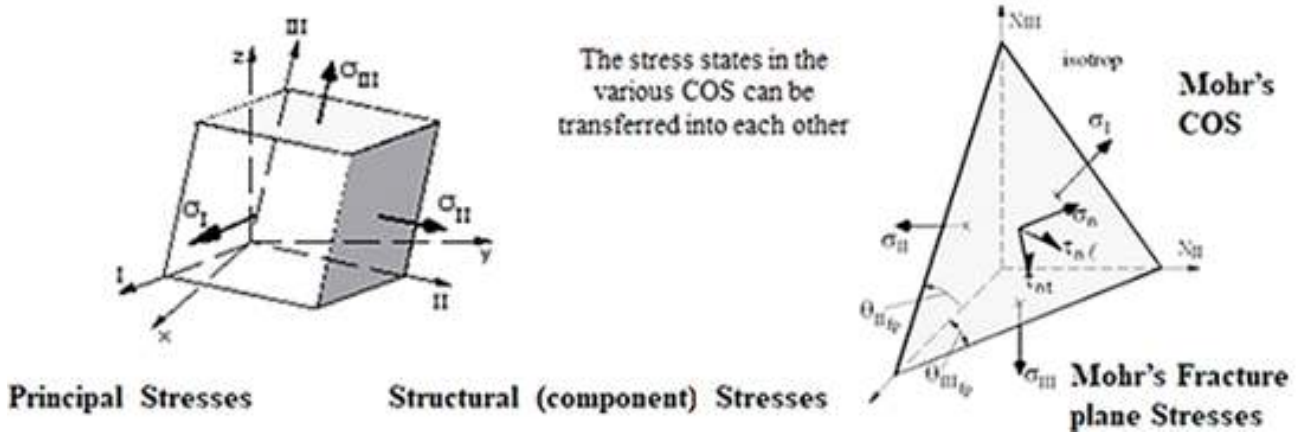 III
z
σIII
σI
σII
y
I
II
x
The stress states in the
various COS can be
transferred into each other
XIII
isotrop
Mohr's
COS
σI
σn
σII
τnℓ
XII
τnt
θIIfp
θIIIfp
σIII
Principal Stresses
Structural (component) Stresses
Mohr's Fracture
plane Stresses